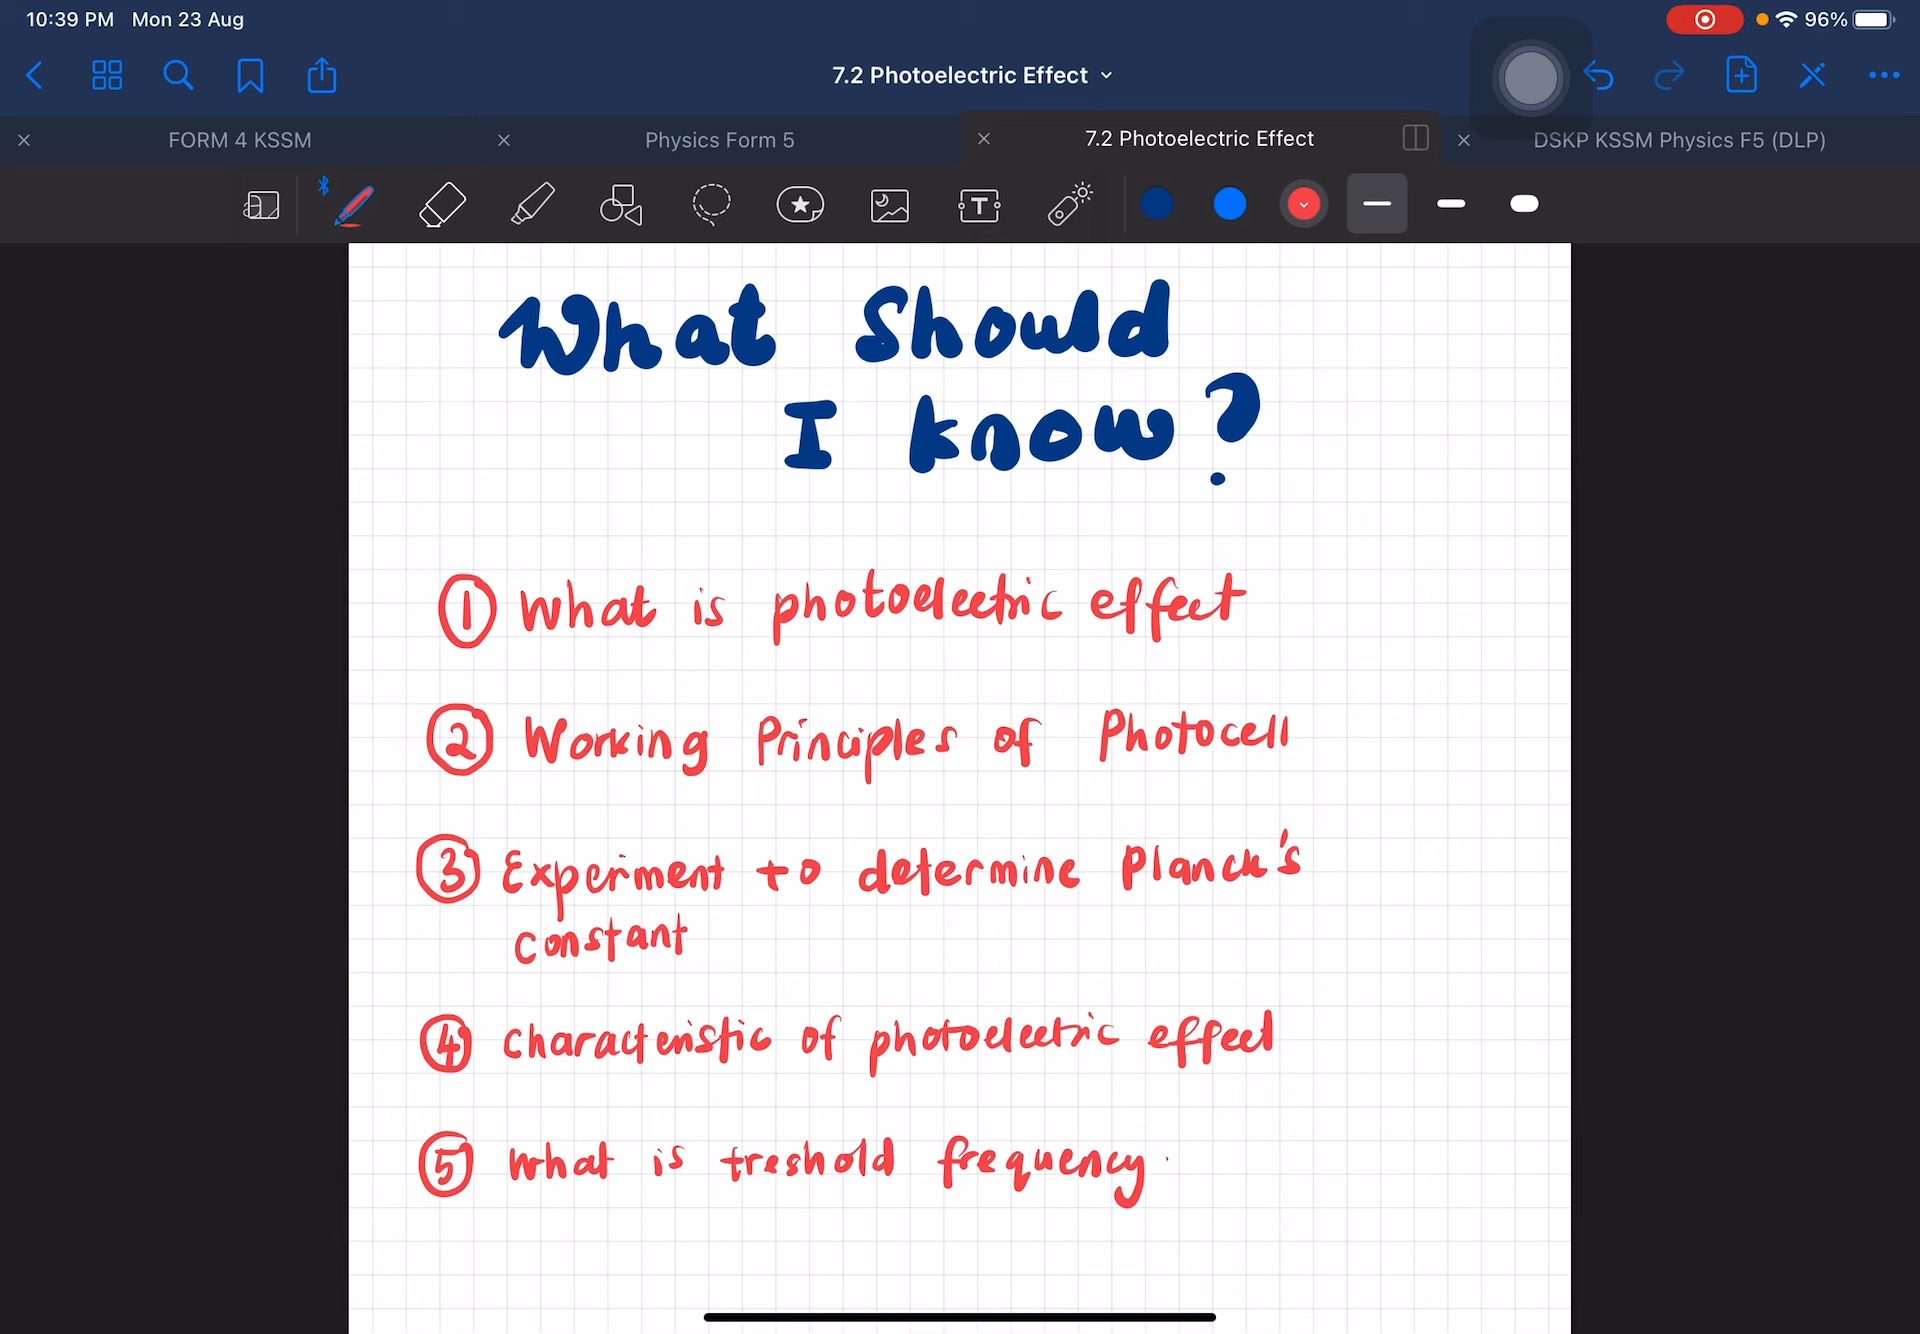 10:39 PM Mon 23 Aug
96%
7.2 Photoelectric Effect
FORM 4 KSSM
Physics Form 5
7.2 Photoelectric Effect
DSKP KSSM Physics F5 (DLP)
What Should
I know?
① What is photoelectric effect
② Working Principles of Photocell
③ Experiment to determine Planck's
constant
④ characteristic of photoelectric effect
⑤ What is treshold frequency.